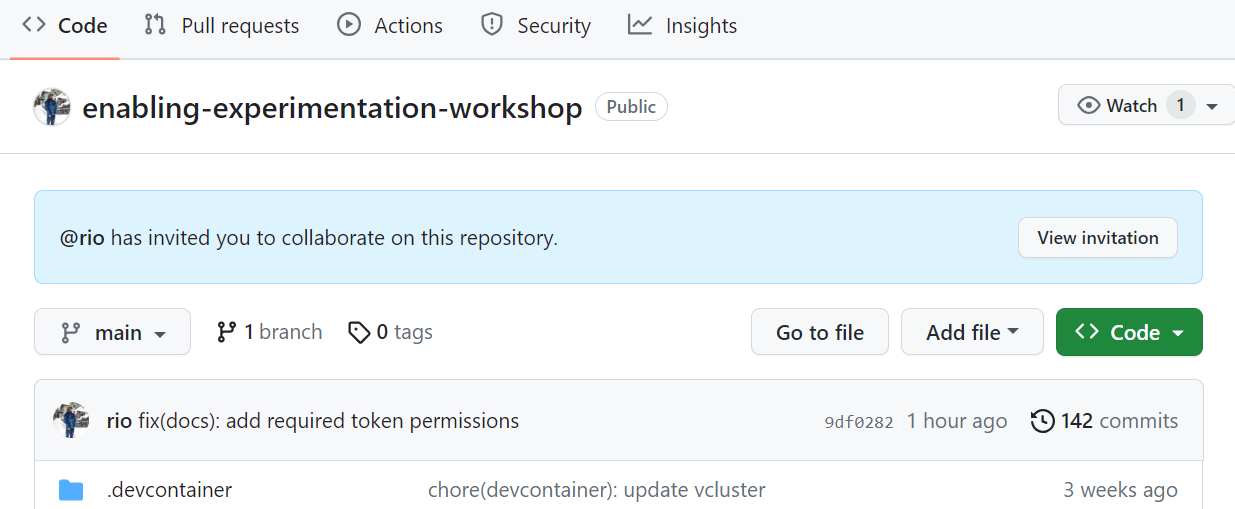 Code Pull requests Actions Security Insights
enabling-experimentation-workshop Public Watch 1
@rio has invited you to collaborate on this repository. View invitation
main 1 branch 0 tags Go to file Add file Code
rio fix(docs): add required token permissions 9df0282 1 hour ago 142 commits
.devcontainer chore(devcontainer): update vcluster 3 weeks ago